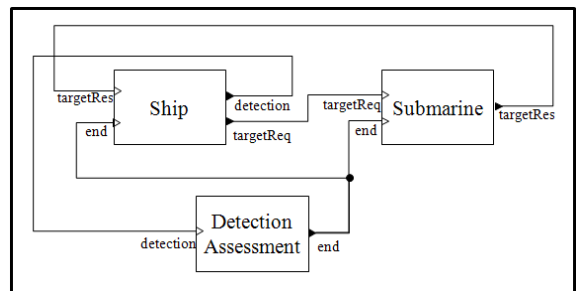 targetRes
Ship
detection
targetReq
end
targetReq
Submarine
targetRes
end
Detection
Assessment
detection
end